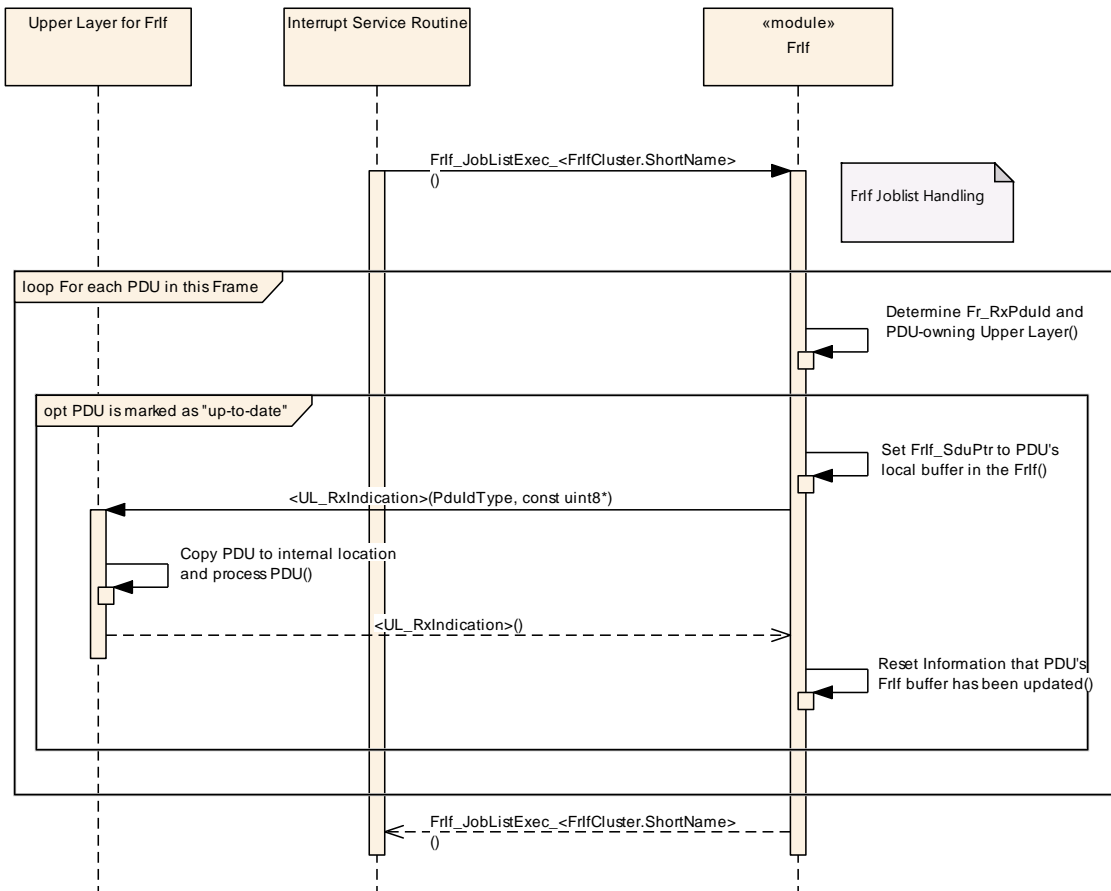 Upper Layer for FrIf
Interrupt Service Routine
«module»
FrIf
FrIf_JobListExec_<FrIfCluster.ShortName>
()
FrIf Joblist Handling
loop For each PDU in this Frame
Determine Fr_RxPduId and
PDU-owning Upper Layer()
opt PDU is marked as "up-to-date"
Set FrIf_SduPtr to PDU's
local buffer in the FrIf()
<UL_RxIndication>(PduIdType, const uint8*)
Copy PDU to internal location
and process PDU()
<UL_RxIndication>()
Reset Information that PDU's
FrIf buffer has been updated()
FrIf_JobListExec_<FrIfCluster.ShortName>
()